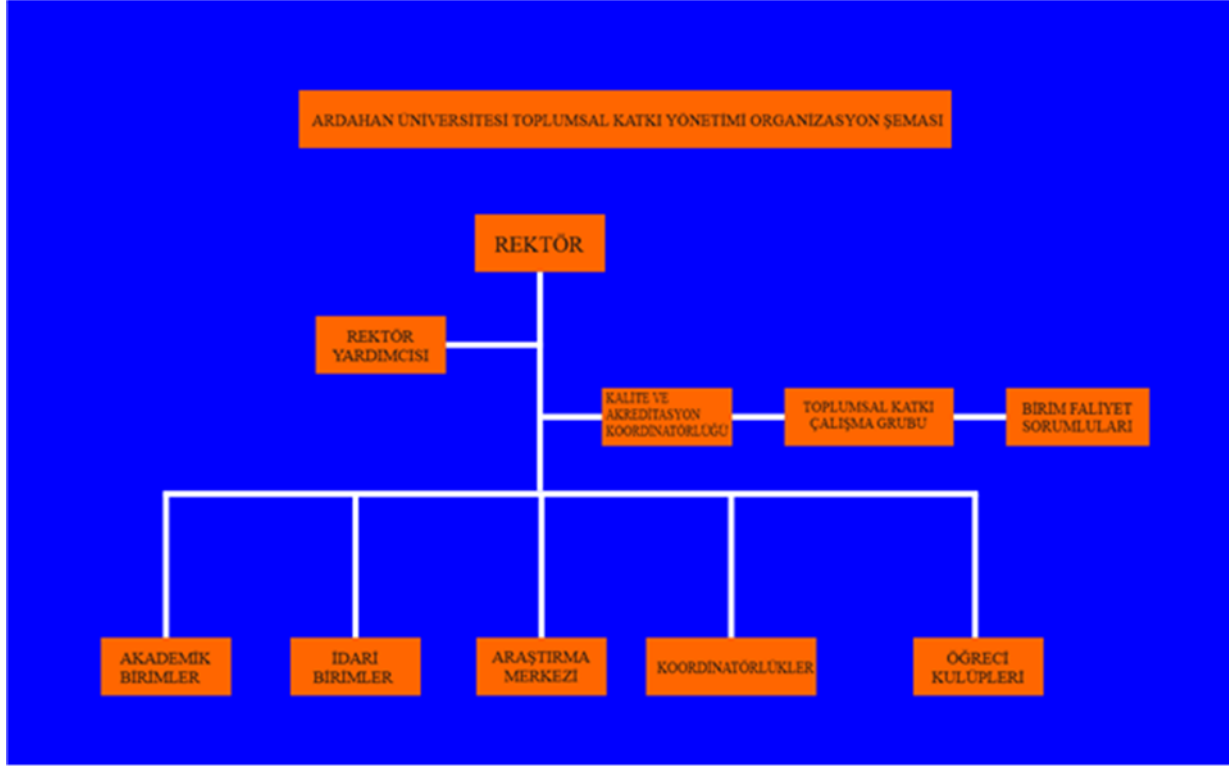 ARDAHAN ÜNİVERSİTESİ TOPLUMSAL KATKI YÖNETİMİ ORGANİZASYON ŞEMASI
REKTÖR
REKTÖR
YARDIMCISI
KALİTE VE
AKREDİTASYON
KOORDİNATÖRLÜĞÜ
TOPLUMSAL KATKI
ÇALIŞMA GRUBU
BİRİM FALİYET
SORUMLULARI
AKADEMİK
BİRİMLER
İDARİ
BİRİMLER
ARAŞTIRMA
MERKEZİ
KOORDİNATÖRLÜKLER
ÖĞRECİ
KULÜPLERİ